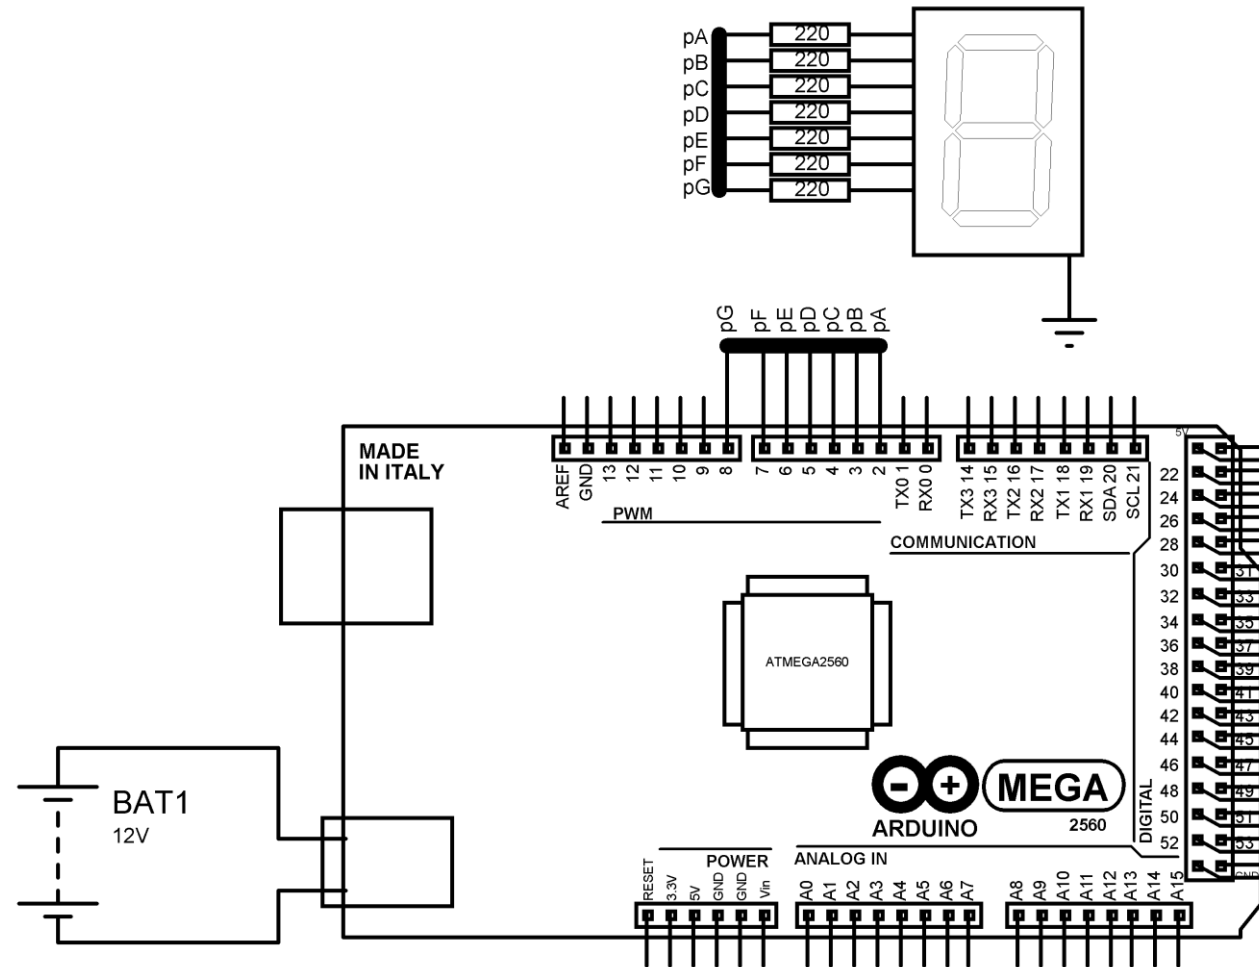 pA 220
pB 220
pC 220
pD 220
pE 220
pF 220
pG 220
pG pF pE pD pC pB pA
MADE
IN ITALY
AREF GND 13 12 11 10 9 8 7 6 5 4 3 2 TX0 1 RX0 0 TX3 14 RX3 15 TX2 16 RX2 17 TX1 18 RX1 19 SDA 20 SCL 21
5V
PWM
COMMUNICATION
22
24
26
28
30 31
32 33
34 35
36 37
38 39
40 41
42 43
44 45
46 47
48 49
50 51
52 53
GND
DIGITAL
ATMEGA2560
- +
MEGA
ARDUINO
2560
BAT1
12V
POWER
ANALOG IN
RESET 3.3V 5V GND GND Vin A0 A1 A2 A3 A4 A5 A6 A7 A8 A9 A10 A11 A12 A13 A14 A15